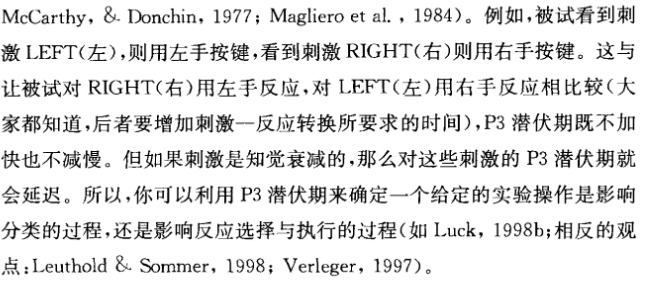 McCarthy, & Donchin, 1977; Magliero et al., 1984)。例如,被试看到刺
激 LEFT(左),则用左手按键,看到刺激 RIGHT(右)则用右手按键。这与
让被试对 RIGHT(右)用左手反应,对 LEFT(左)用右手反应相比较(大
家都知道,后者要增加刺激—反应转换所要求的时间),P3 潜伏期既不加
快也不减慢。但如果刺激是知觉衰减的,那么对这些刺激的 P3 潜伏期就
会延迟。所以,你可以利用 P3 潜伏期来确定一个给定的实验操作是影响
分类的过程,还是影响反应选择与执行的过程(如 Luck, 1998b;相反的观
点:Leuthold & Sommer, 1998; Verleger, 1997)。